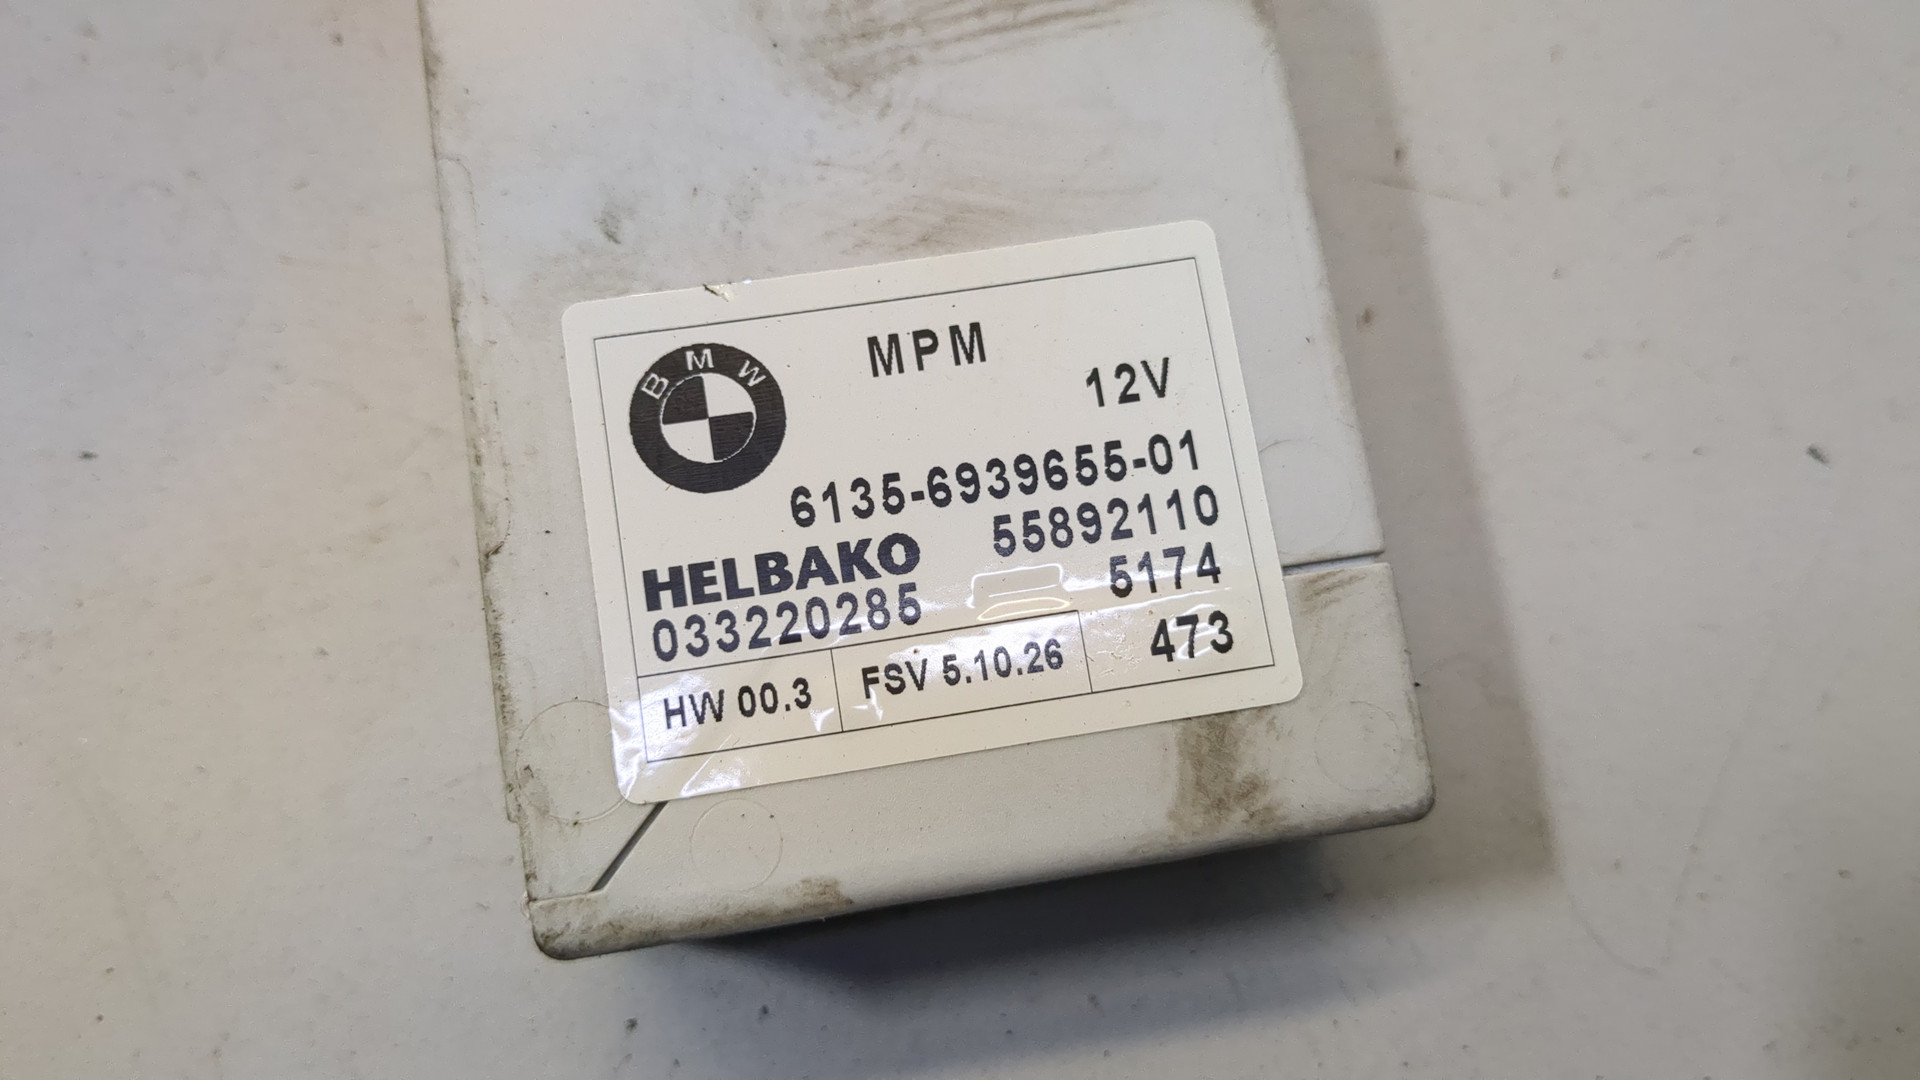 BMW
MPM
12V
6135-6939655-01
HELBAKO 55892110
033220285 5174
HW 00.3 FSV 5.10.26 473